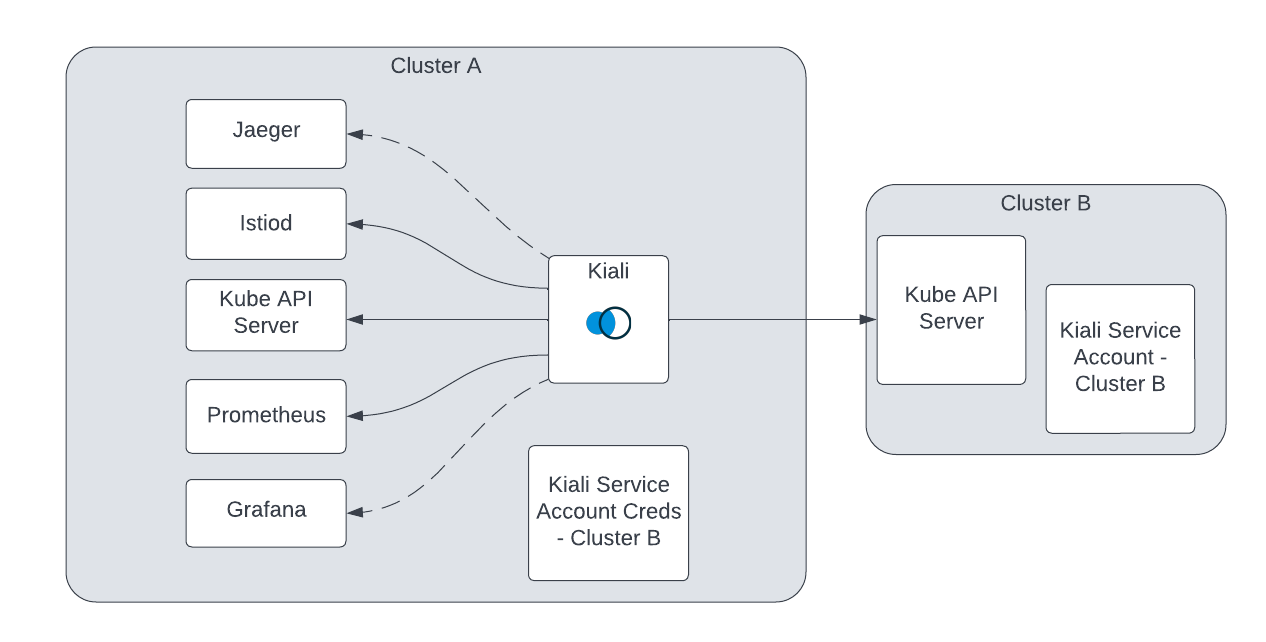 Cluster A
Jaeger
Istiod
Kube API
Server
Prometheus
Grafana
Kiali
Kiali Service
Account Creds
- Cluster B
Cluster B
Kube API
Server
Kiali Service
Account -
Cluster B